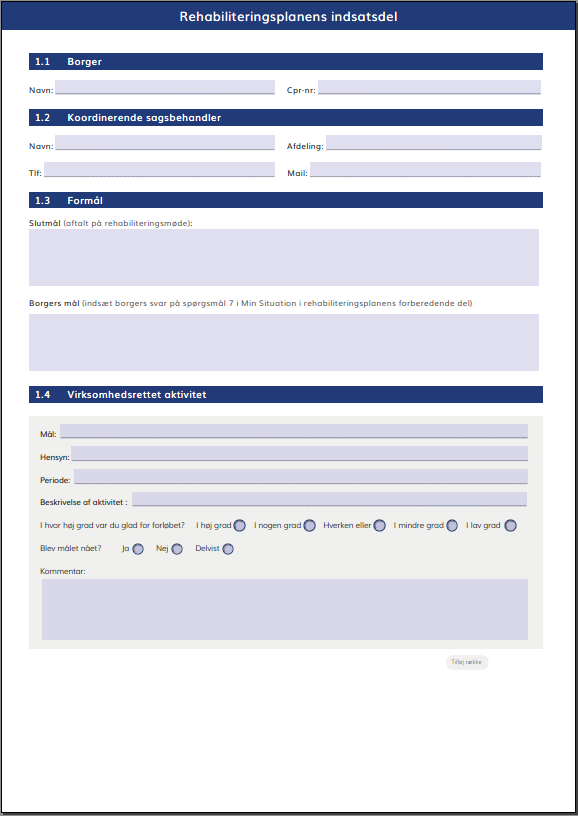 Rehabiliteringsplanens indsatsdel
1.1 Borger
Navn: Cpr-nr:
1.2 Koordinerende sagsbehandler
Navn: Afdeling:
Tlf: Mail:
1.3 Formål
Slutmål (aftalt på rehabiliteringsmøde):
Borgers mål (indsæt borgers svar på spørgsmål 7 i Min Situation i rehabiliteringsplanens forberedende del)
1.4 Virksomhedsrettet aktivitet
Mål:
Hensyn:
Periode:
Beskrivelse af aktivitet :
I hvor høj grad var du glad for forløbet? I høj grad I nogen grad Hverken eller I mindre grad I lav grad
Blev målet nået? Ja Nej Delvist
Kommentar:
Tilføj række